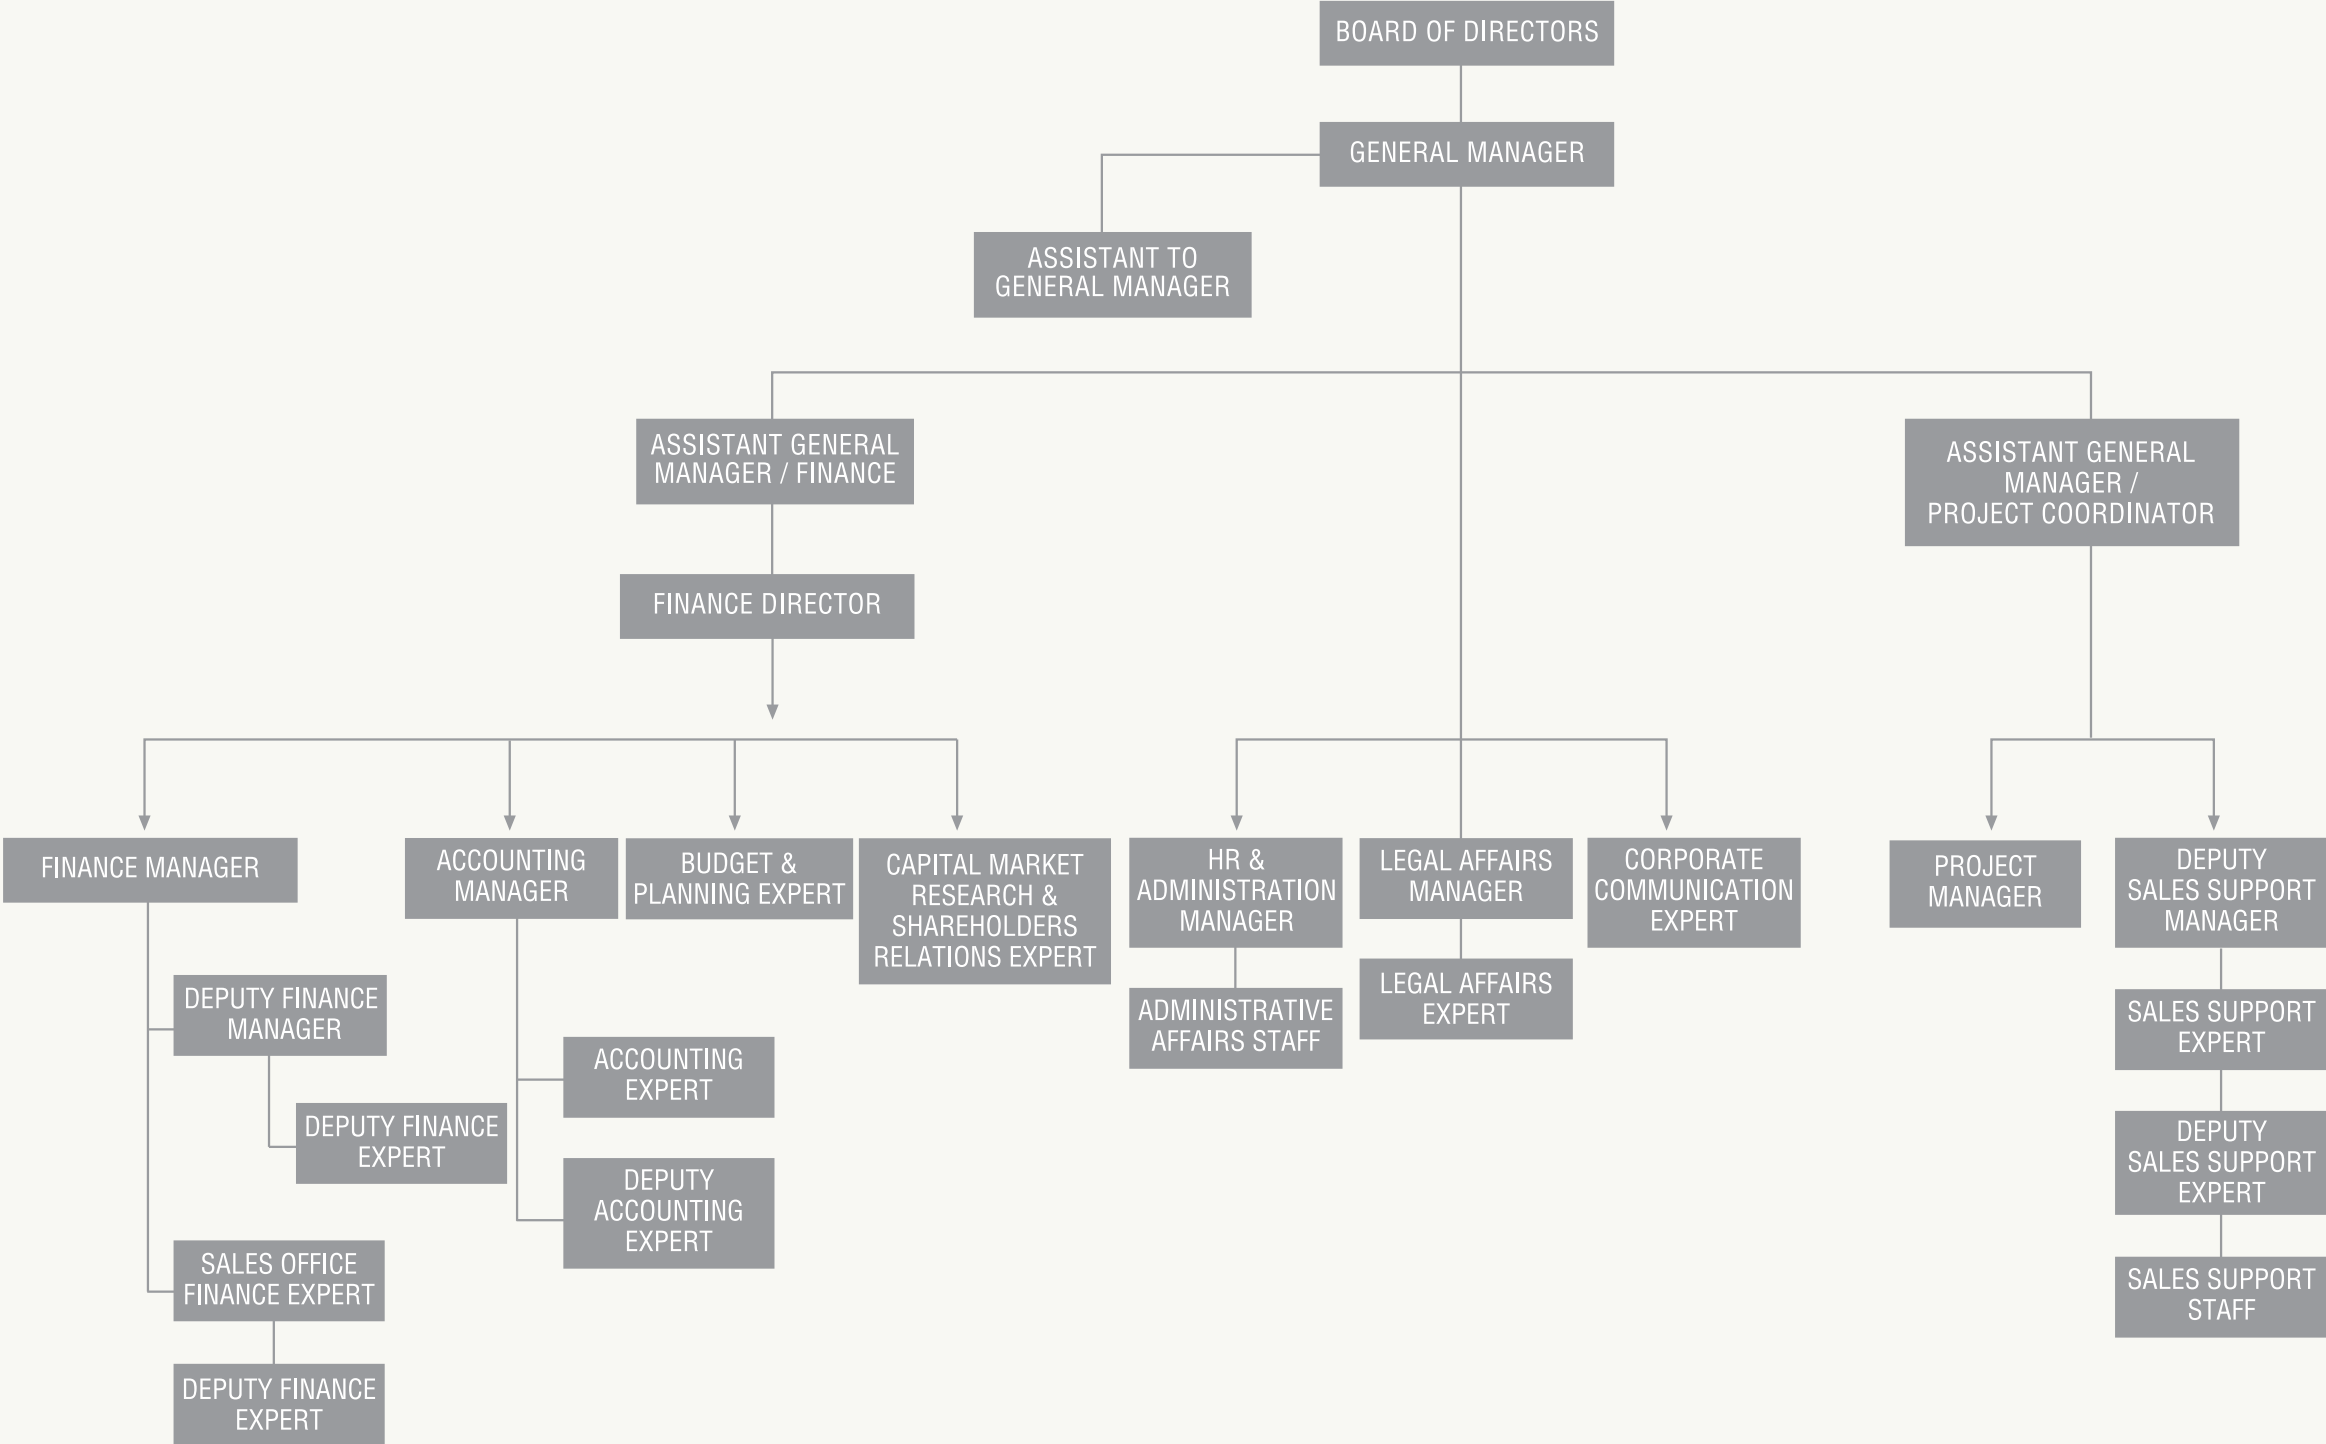 BOARD OF DIRECTORS
GENERAL MANAGER
ASSISTANT TO
GENERAL MANAGER
ASSISTANT GENERAL
MANAGER / FINANCE
ASSISTANT GENERAL
MANAGER /
PROJECT COORDINATOR
FINANCE DIRECTOR
FINANCE MANAGER
ACCOUNTING
MANAGER
BUDGET &
PLANNING EXPERT
CAPITAL MARKET
RESEARCH &
SHAREHOLDERS
RELATIONS EXPERT
HR &
ADMINISTRATION
MANAGER
LEGAL AFFAIRS
MANAGER
CORPORATE
COMMUNICATION
EXPERT
PROJECT
MANAGER
DEPUTY
SALES SUPPORT
MANAGER
DEPUTY FINANCE
MANAGER
ADMINISTRATIVE
AFFAIRS STAFF
LEGAL AFFAIRS
EXPERT
SALES SUPPORT
EXPERT
ACCOUNTING
EXPERT
DEPUTY FINANCE
EXPERT
DEPUTY
SALES SUPPORT
EXPERT
DEPUTY
ACCOUNTING
EXPERT
SALES OFFICE
FINANCE EXPERT
SALES SUPPORT
STAFF
DEPUTY FINANCE
EXPERT